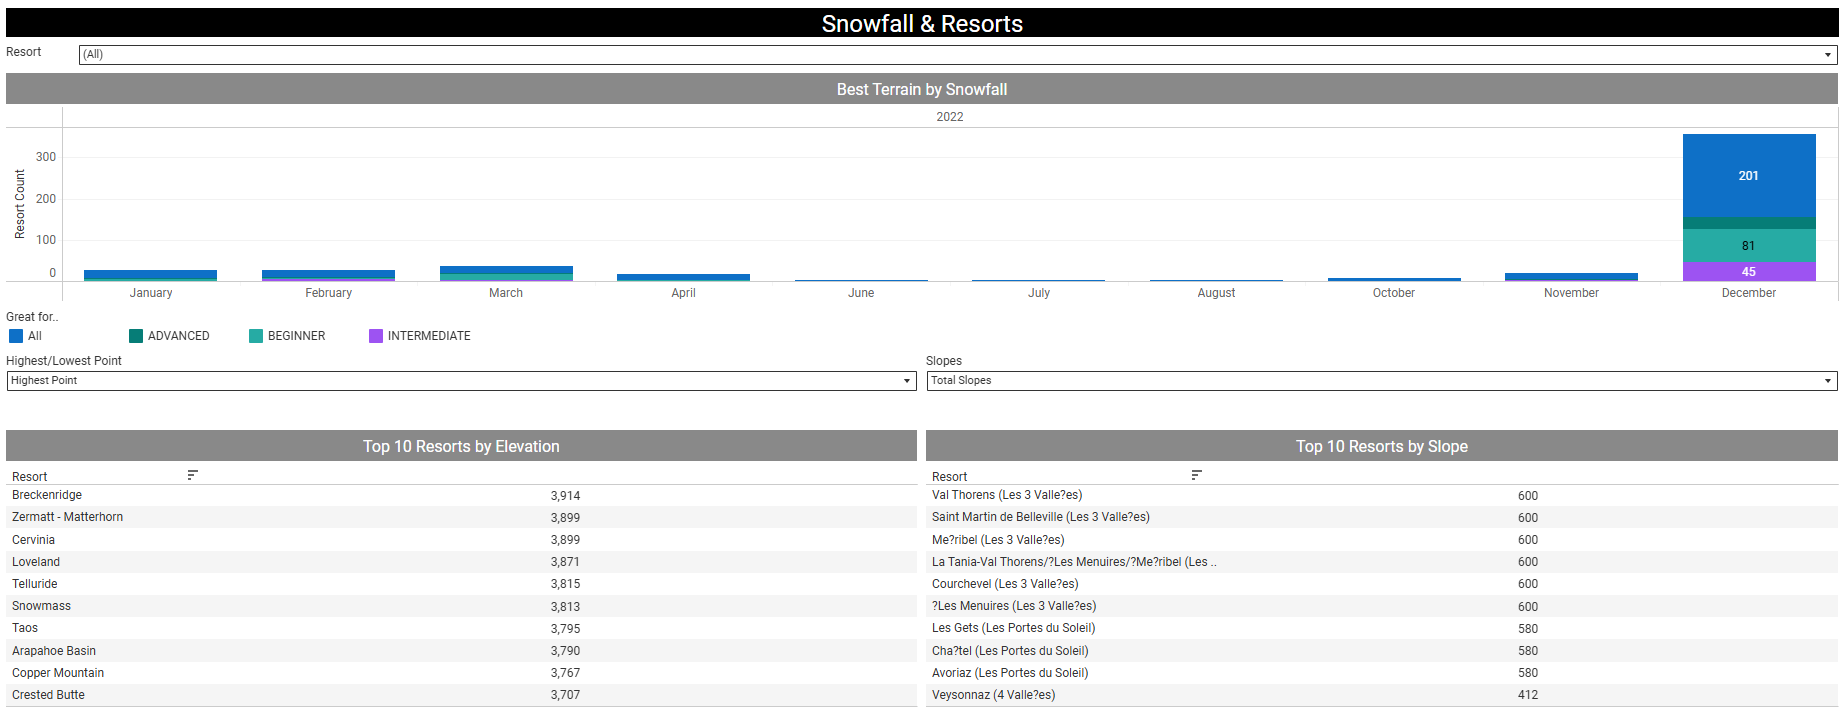 Snowfall & Resorts
Resort
(All)
Best Terrain by Snowfall
2022
300
200
100
0
Resort Count
201
81
45
January February March April June July August October November December
Great for..
All ADVANCED BEGINNER INTERMEDIATE
Highest/Lowest Point
Highest Point
Slopes
Total Slopes
Top 10 Resorts by Elevation
Resort
Breckenridge 3,914
Zermatt - Matterhorn 3,899
Cervinia 3,899
Loveland 3,871
Telluride 3,815
Snowmass 3,813
Taos 3,795
Arapahoe Basin 3,790
Copper Mountain 3,767
Crested Butte 3,707
Top 10 Resorts by Slope
Resort
Val Thorens (Les 3 Valle?es) 600
Saint Martin de Belleville (Les 3 Valle?es) 600
Me?ribel (Les 3 Valle?es) 600
La Tania-Val Thorens/?Les Menuires/?Me?ribel (Les .. 600
Courchevel (Les 3 Valle?es) 600
?Les Menuires (Les 3 Valle?es) 600
Les Gets (Les Portes du Soleil) 580
Cha?tel (Les Portes du Soleil) 580
Avoriaz (Les Portes du Soleil) 580
Veysonnaz (4 Valle?es) 412